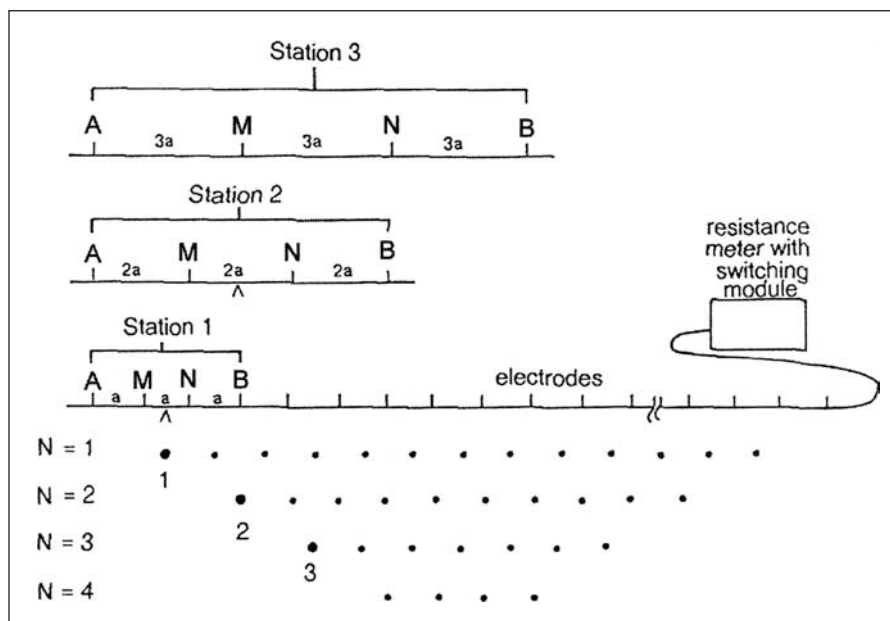 Station 3
A M N B
3a 3a 3a
Station 2
A M N B
2a 2a 2a
resistance
meter with
switching
module
Station 1
A M N B
a a a
electrodes
N = 1
1
N = 2
2
N = 3
3
N = 4